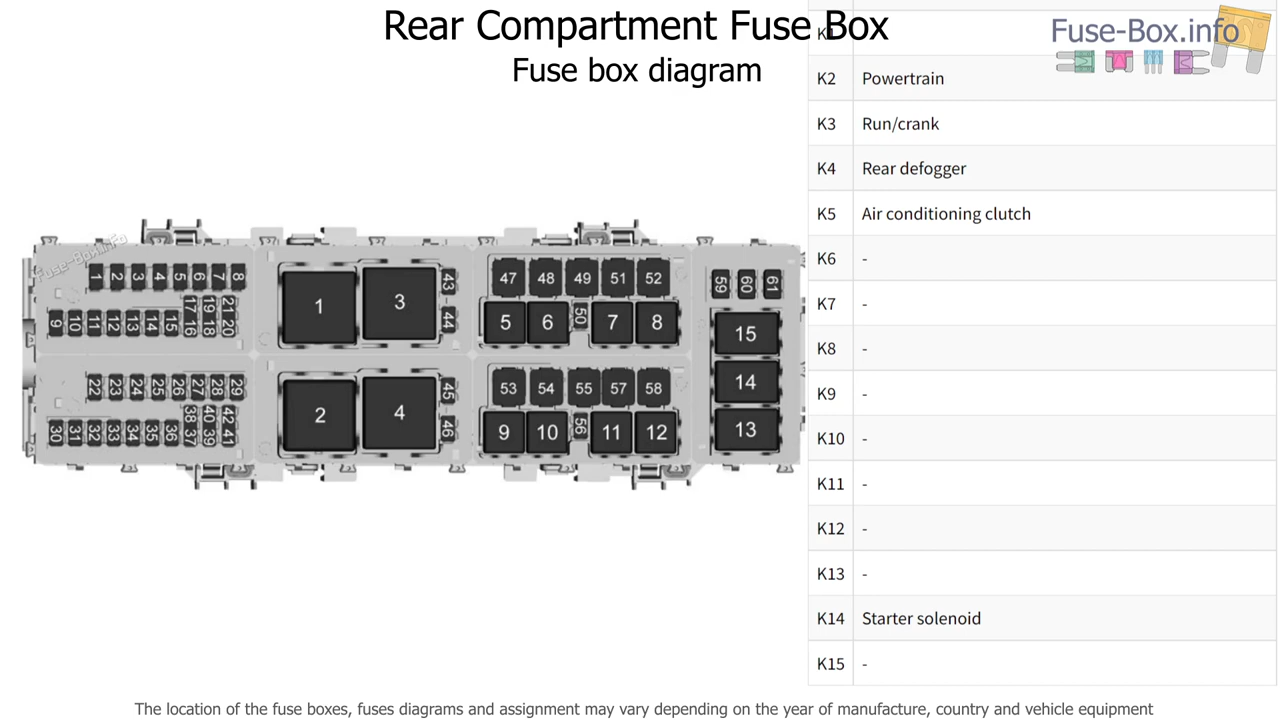 Rear Compartment Fuse Box
Fuse box diagram
Fuse-Box.info
K2 Powertrain
K3 Run/crank
K4 Rear defogger
K5 Air conditioning clutch
K6 -
K7 -
K8 -
K9 -
K10 -
K11 -
K12 -
K13 -
K14 Starter solenoid
K15 -
Fuse-Box.info
1 2 3 4 5 6 7 8
17 19 21
9 10 11 12 13 14 15 16 18 20
22 23 24 25 26 27 28 29
38 40 42
30 31 32 33 34 35 36 37 39 41
1 3 43
44
2 4 45
46
47 48 49 51 52
5 6 50 7 8
53 54 55 57 58
9 10 56 11 12
59 60 61
15
14
13
The location of the fuse boxes, fuses diagrams and assignment may vary depending on the year of manufacture, country and vehicle equipment